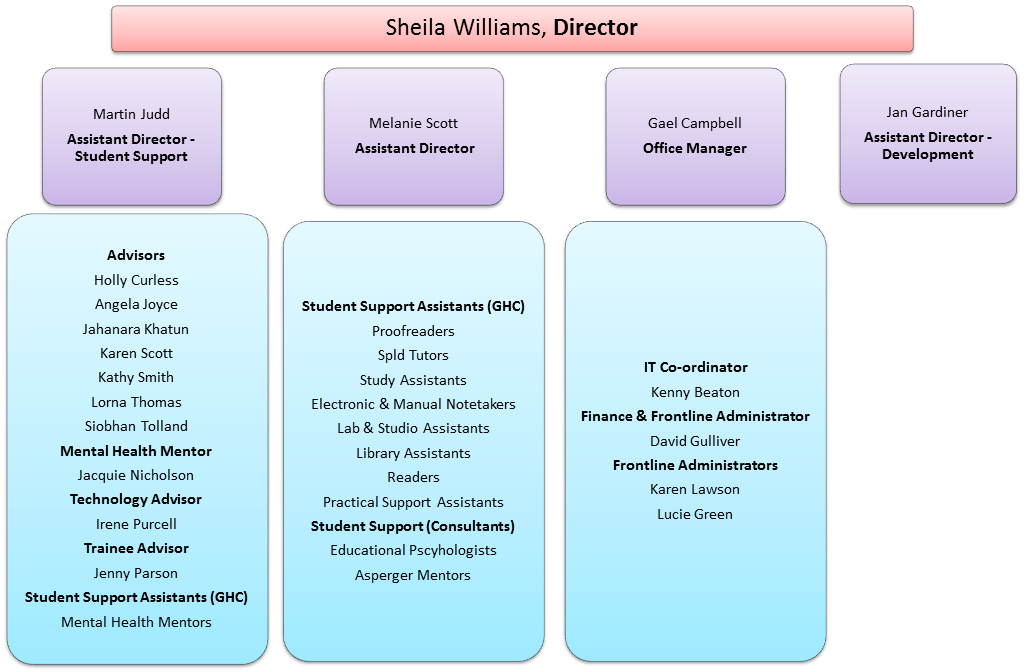 Sheila Williams, Director
Martin Judd
Assistant Director -
Student Support
Melanie Scott
Assistant Director
Gael Campbell
Office Manager
Jan Gardiner
Assistant Director -
Development
Advisors
Holly Curless
Angela Joyce
Jahanara Khatun
Karen Scott
Kathy Smith
Lorna Thomas
Siobhan Tolland
Mental Health Mentor
Jacquie Nicholson
Technology Advisor
Irene Purcell
Trainee Advisor
Jenny Parson
Student Support Assistants (GHC)
Mental Health Mentors
Student Support Assistants (GHC)
Proofreaders
Spld Tutors
Study Assistants
Electronic & Manual Notetakers
Lab & Studio Assistants
Library Assistants
Readers
Practical Support Assistants
Student Support (Consultants)
Educational Pscyhologists
Asperger Mentors
IT Co-ordinator
Kenny Beaton
Finance & Frontline Administrator
David Gulliver
Frontline Administrators
Karen Lawson
Lucie Green